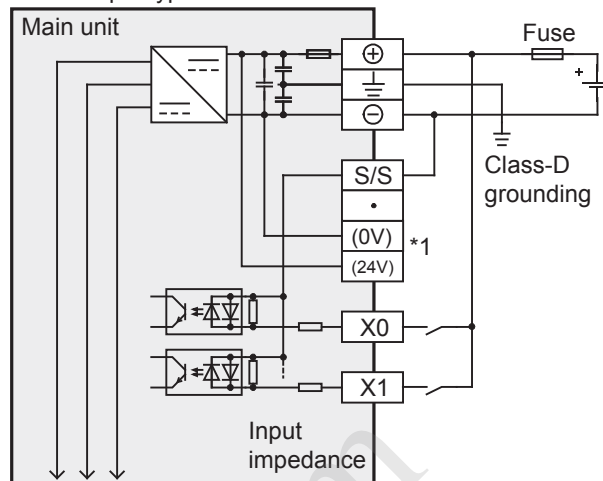 Main unit
Fuse
+
Class-D
grounding
S/S
•
(0V)
*1
(24V)
X0
X1
Input
impedance